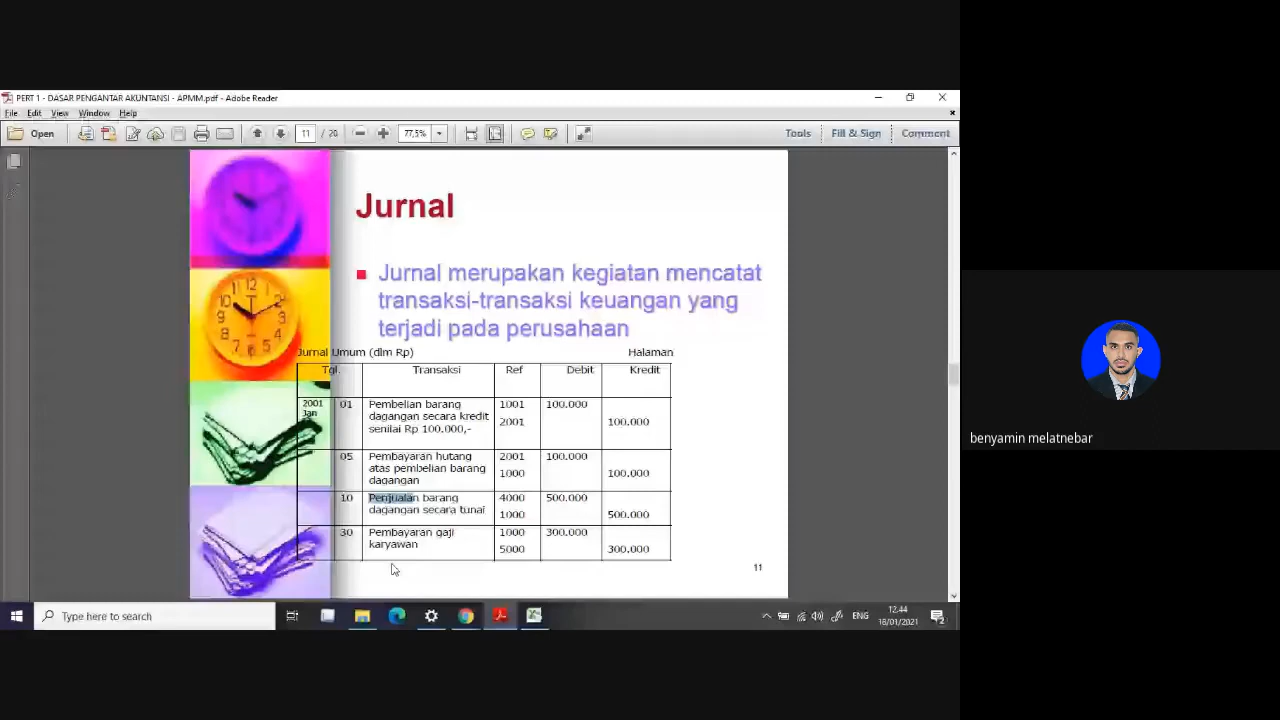 PERT 1 - DASAR PENGANTAR AKUNTANSI - APMM.pdf - Adobe Reader
File Edit View Window Help
Open 11 / 20 77,5% Tools Fill & Sign Comment
Jurnal
Jurnal merupakan kegiatan mencatat
transaksi-transaksi keuangan yang
terjadi pada perusahaan
Jurnal Umum (dlm Rp) Halaman
Tgl. Transaksi Ref Debit Kredit
2001 Jan 01 Pembelian barang 1001 100.000
dagangan secara kredit 2001 100.000
senilai Rp 100.000,-
05 Pembayaran hutang 2001 100.000
atas pembelian barang 1000 100.000
dagangan
10 Penjualan barang 4000 500.000
dagangan secara tunai 1000 500.000
30 Pembayaran gaji 1000 300.000
karyawan 5000 300.000
11
benyamin melatnebar
Type here to search ENG 12.44
18/01/2021